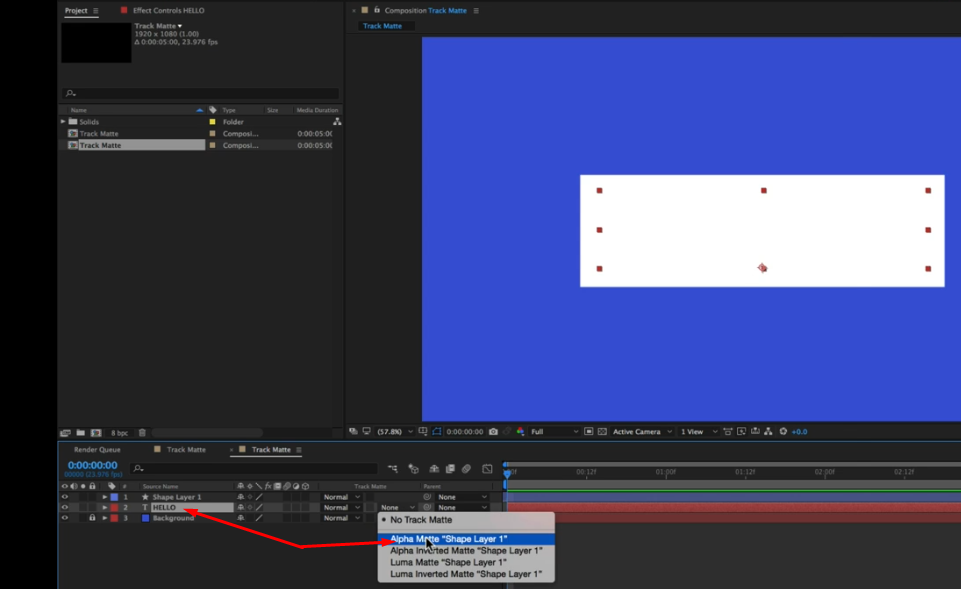 Project
Effect Controls HELLO
Track Matte
1920 x 1080 (1.00)
Δ 0:00:05:00, 23.976 fps
Name Type Size Media Duration
Solids Folder
Track Matte Composi... 0:00:05:0(
Track Matte Composi... 0:00:05:0(
8 bpc
Composition Track Matte
Track Matte
(57.8%) 0:00:00:00 Full Active Camera 1 View +0.0
Render Queue Track Matte Track Matte
0:00:00:00
00000 (23.976 fps)
# Source Name Track Matte Parent
00:12f 01:00f 01:12f 02:00f 02:12f
1 Shape Layer 1 Normal None
2 T HELLO Normal None None
3 Background Normal None
No Track Matte
Alpha Matte "Shape Layer 1"
Alpha Inverted Matte "Shape Layer 1"
Luma Matte "Shape Layer 1"
Luma Inverted Matte "Shape Layer 1"